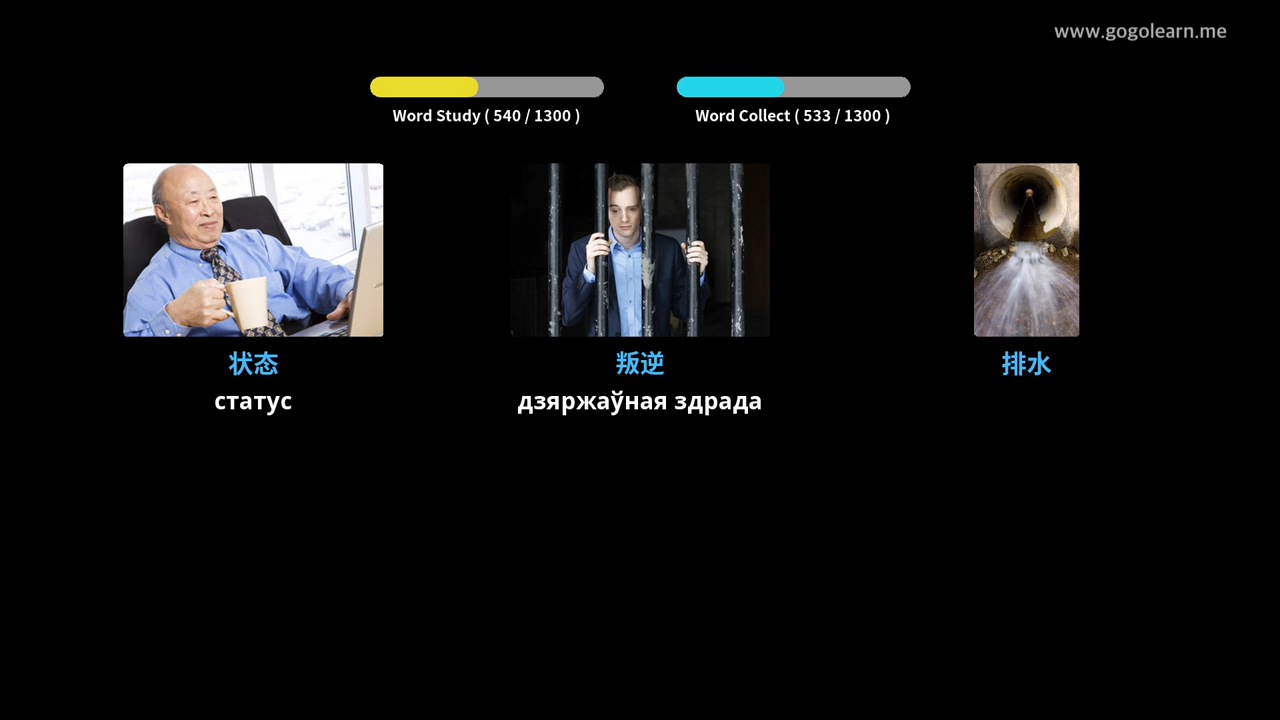 www.gogolearn.me
Word Study ( 540 / 1300 )
Word Collect ( 533 / 1300 )
状态
叛逆
排水
статус
дзяржаўная здрада